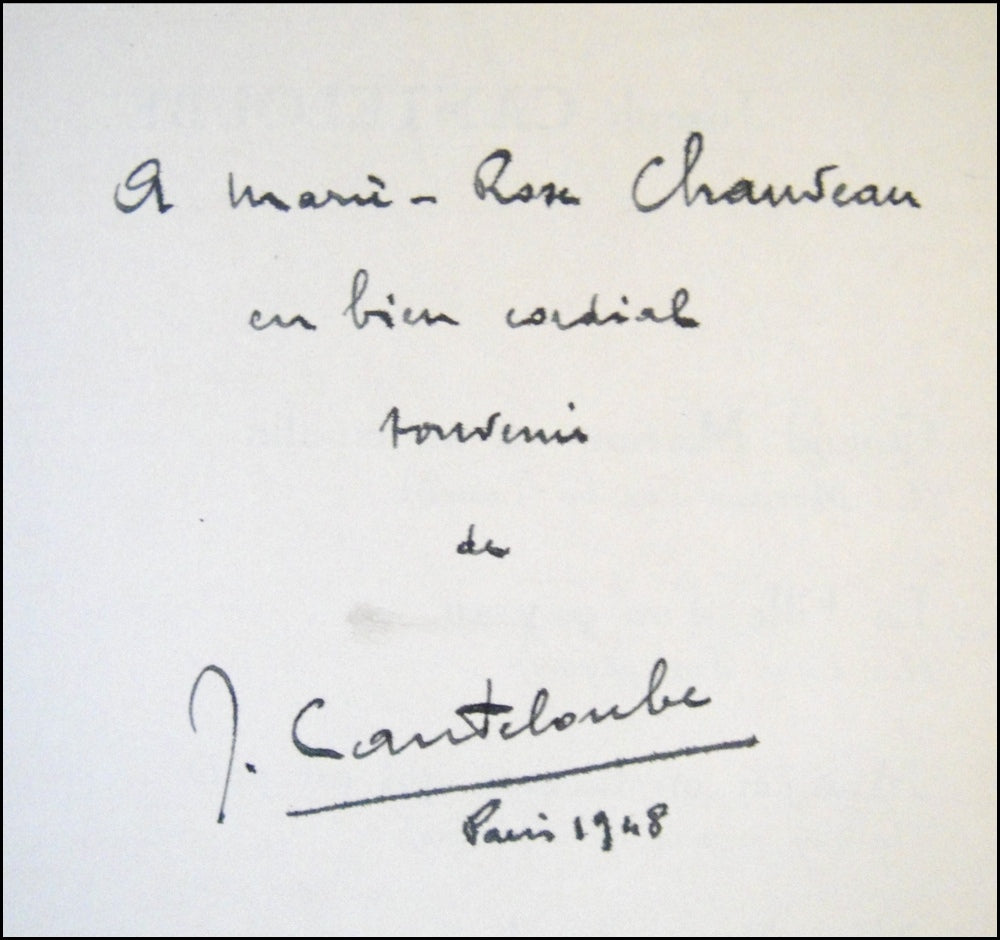 A Marie-Rose Chauveau
en bien cordial
souvenir
de
J. Canteloube
Paris 1948